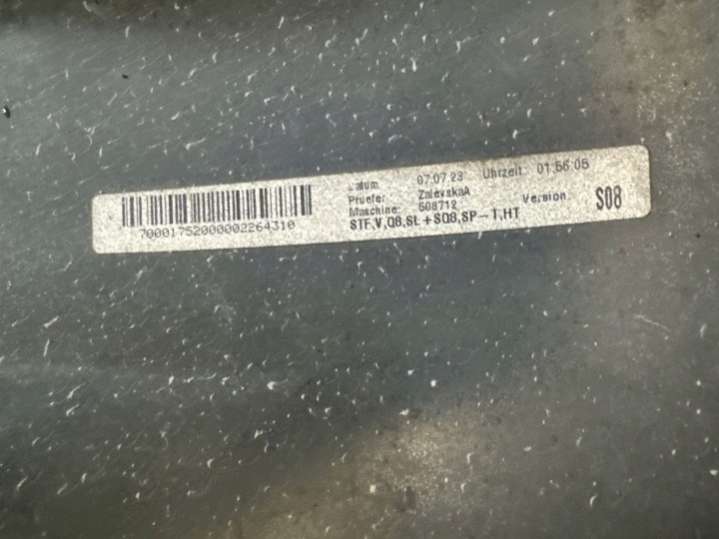 Datum: 07.07.23 Uhrzeit: 01:56:05
Pruefer: ZalevskaA
Maschine: 508712 Version: S08
STF,V,Q8,SL+SQ8,SP-T,HT
70001752000002264310